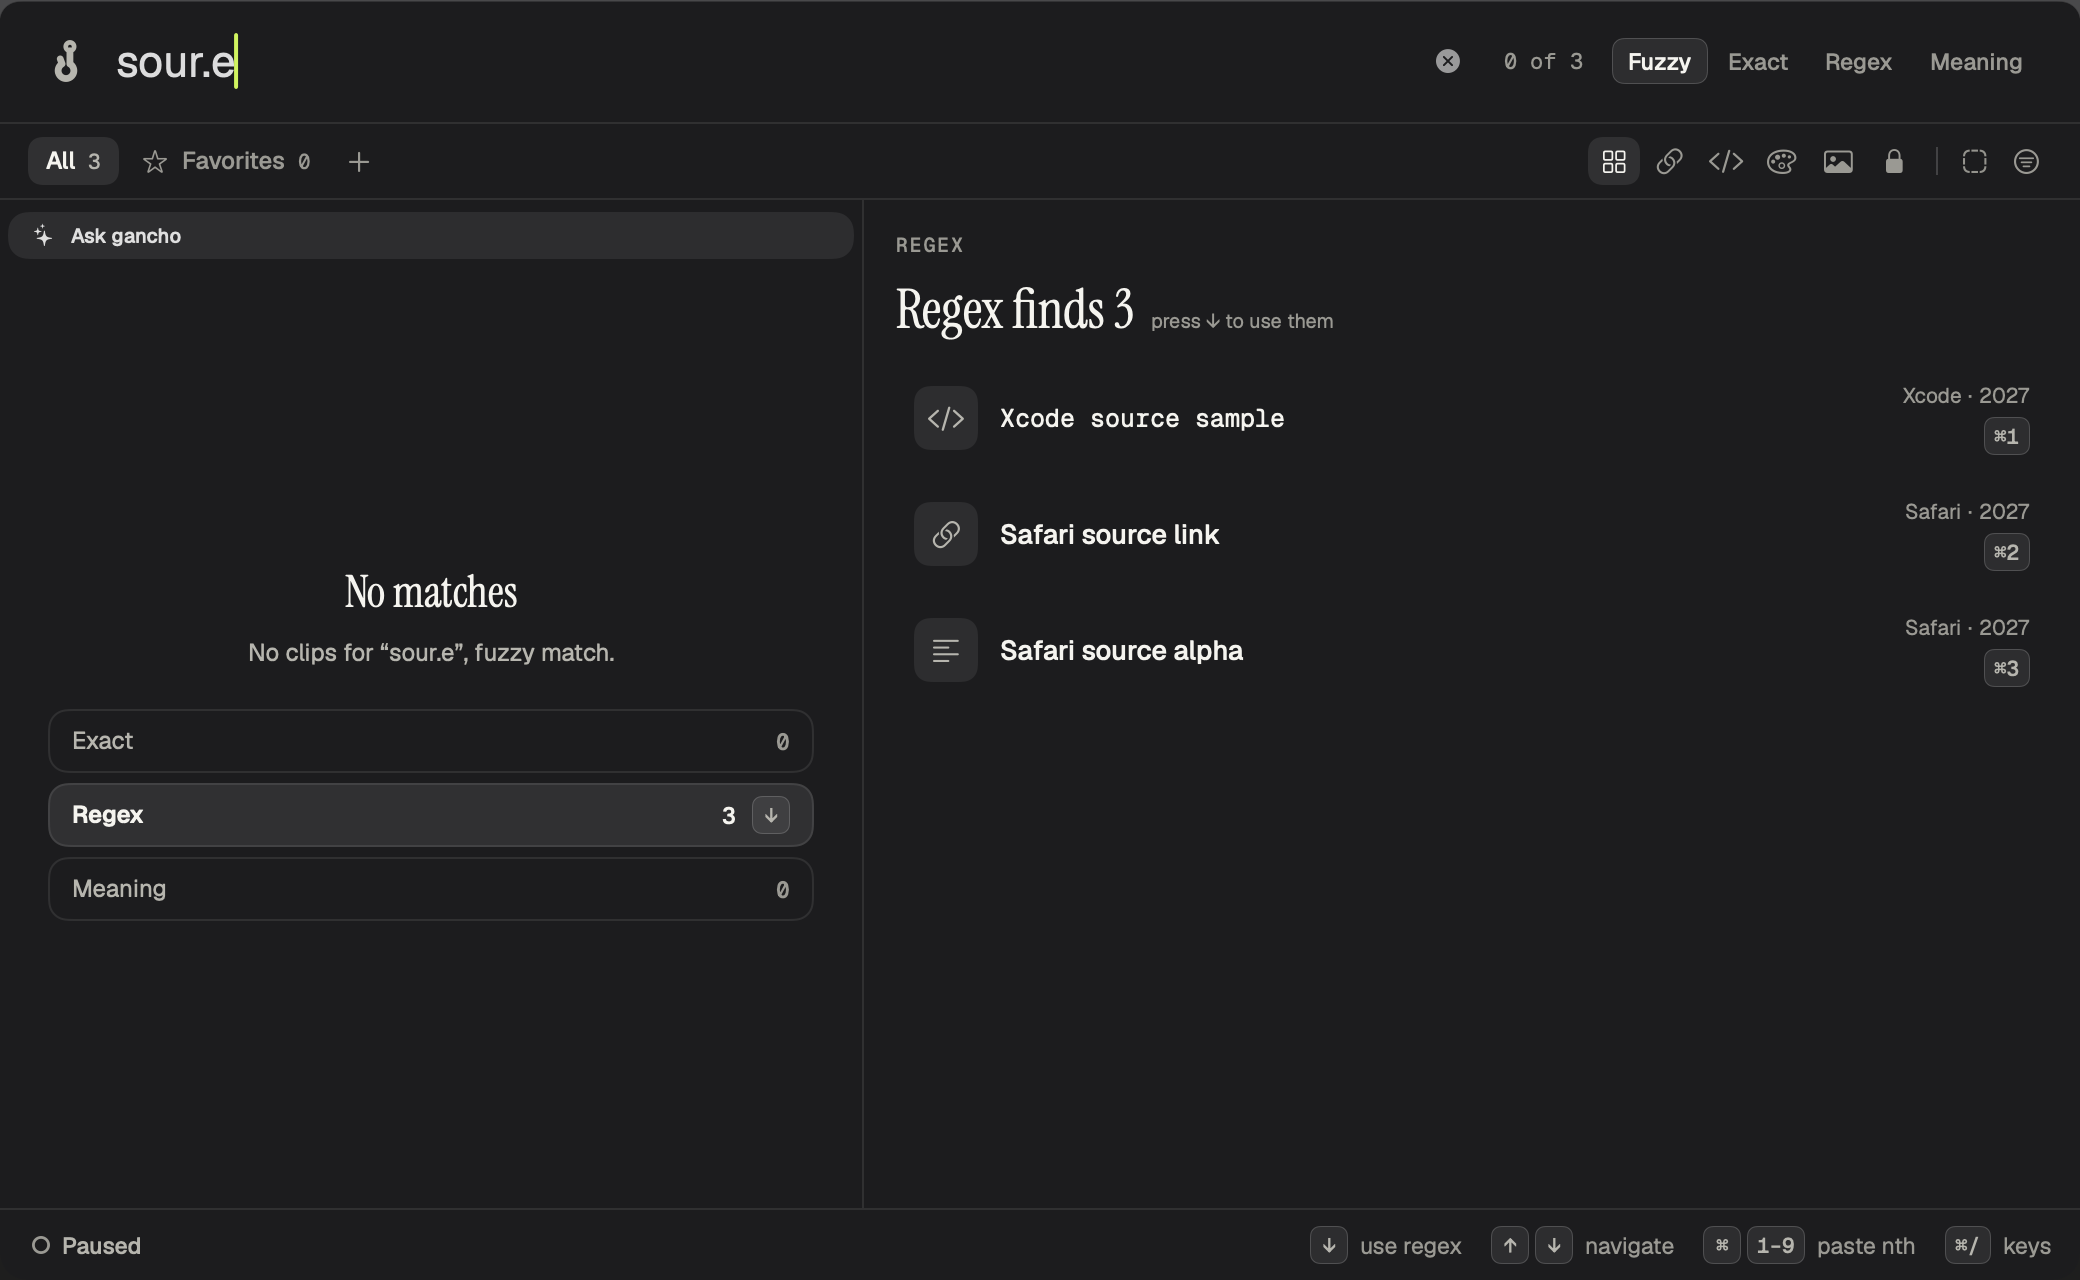 sour.e
0 of 3
Fuzzy Exact Regex Meaning
All 3 Favorites 0
Ask gancho
No matches
No clips for “sour.e”, fuzzy match.
Exact 0
Regex 3 ↓
Meaning 0
REGEX
Regex finds 3 press ↓ to use them
Xcode source sample
Xcode · 2027
⌘1
Safari source link
Safari · 2027
⌘2
Safari source alpha
Safari · 2027
⌘3
Paused
↓ use regex ↑ ↓ navigate ⌘ 1–9 paste nth ⌘/ keys